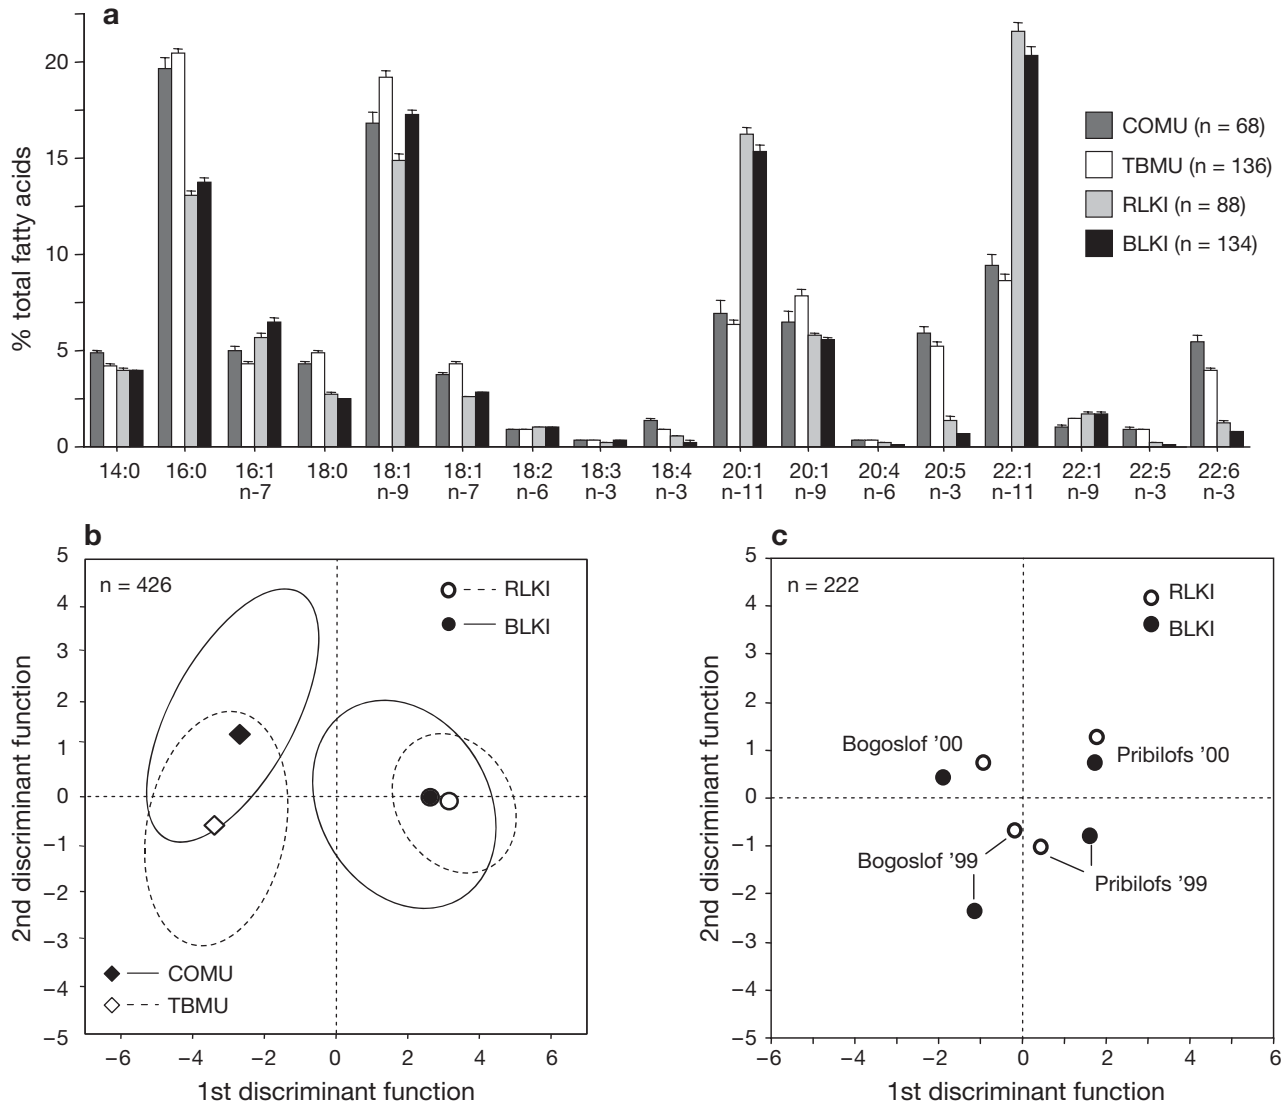 a
% total fatty acids
20
15
10
5
0
COMU (n = 68)
TBMU (n = 136)
RLKI (n = 88)
BLKI (n = 134)
14:0 16:0 16:1 18:0 18:1 18:1 18:2 18:3 18:4 20:1 20:1 20:4 20:5 22:1 22:1 22:5 22:6
n-7 n-9 n-7 n-6 n-3 n-3 n-11 n-9 n-6 n-3 n-11 n-9 n-3 n-3
b
n = 426
RLKI
BLKI
2nd discriminant function
5
4
3
2
1
0
−1
−2
−3
−4
−5
COMU
TBMU
−6 −4 −2 0 2 4 6
1st discriminant function
c
n = 222
RLKI
BLKI
2nd discriminant function
5
4
3
2
1
0
−1
−2
−3
−4
−5
Bogoslof ’00
Pribilofs ’00
Bogoslof ’99
Pribilofs ’99
−6 −4 −2 0 2 4 6
1st discriminant function